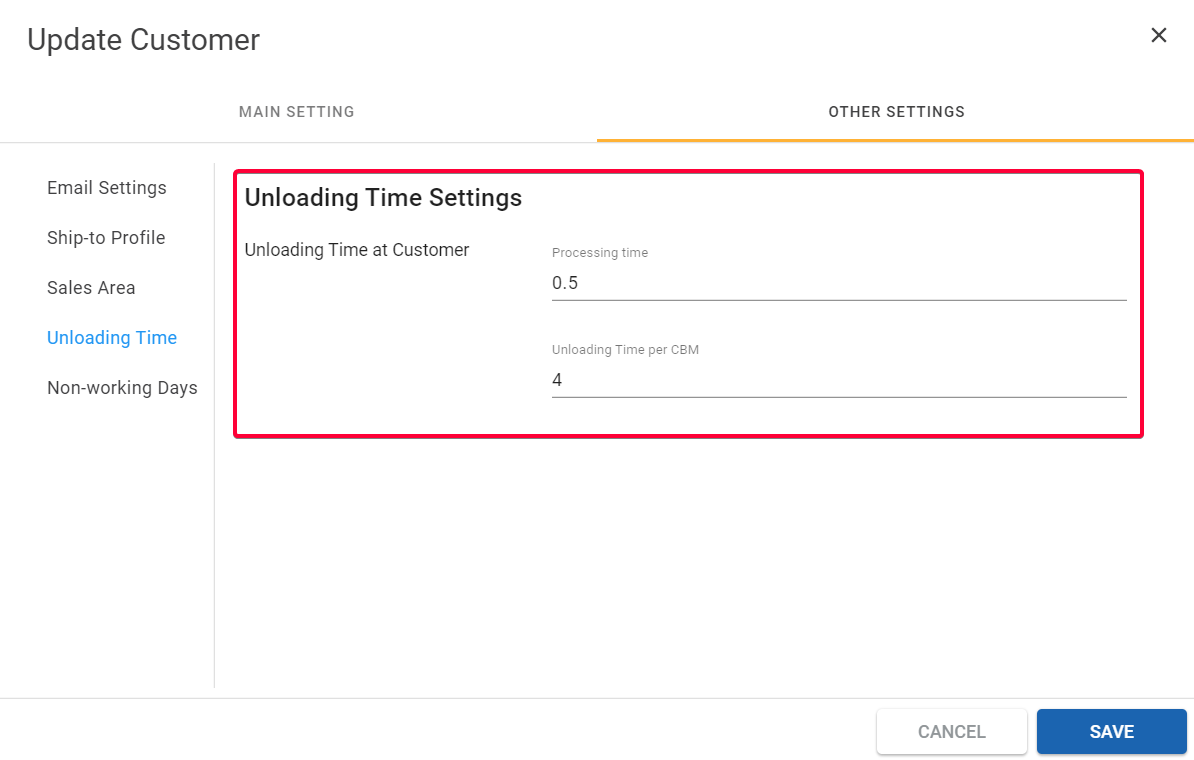 Update Customer
MAIN SETTING
OTHER SETTINGS
Email Settings
Ship-to Profile
Sales Area
Unloading Time
Non-working Days
Unloading Time Settings
Unloading Time at Customer
Processing time
0.5
Unloading Time per CBM
4
CANCEL
SAVE